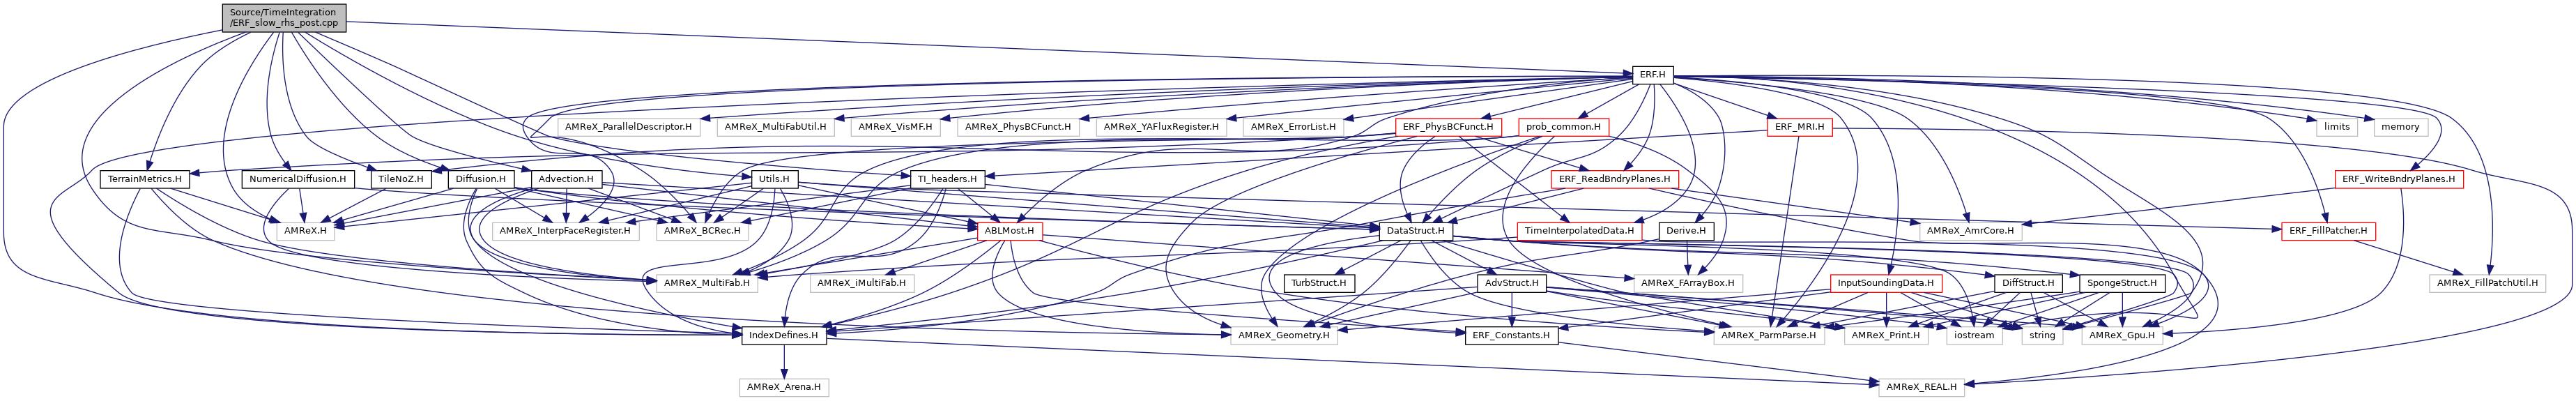 Source/TimeIntegration
/ERF_slow_rhs_post.cpp
ERF.H
AMReX_ParallelDescriptor.H
AMReX_MultiFabUtil.H
AMReX_VisMF.H
AMReX_PhysBCFunct.H
AMReX_YAFluxRegister.H
AMReX_ErrorList.H
ERF_PhysBCFunct.H
prob_common.H
ERF_MRI.H
limits
memory
TerrainMetrics.H
NumericalDiffusion.H
TileNoZ.H
Diffusion.H
Advection.H
Utils.H
TI_headers.H
ERF_ReadBndryPlanes.H
ERF_WriteBndryPlanes.H
AMReX.H
AMReX_InterpFaceRegister.H
AMReX_BCRec.H
ABLMost.H
DataStruct.H
TimeInterpolatedData.H
Derive.H
AMReX_AmrCore.H
ERF_FillPatcher.H
AMReX_MultiFab.H
AMReX_iMultiFab.H
TurbStruct.H
AdvStruct.H
AMReX_FArrayBox.H
InputSoundingData.H
DiffStruct.H
SpongeStruct.H
AMReX_FillPatchUtil.H
IndexDefines.H
AMReX_Geometry.H
ERF_Constants.H
AMReX_ParmParse.H
AMReX_Print.H
iostream
string
AMReX_Gpu.H
AMReX_Arena.H
AMReX_REAL.H